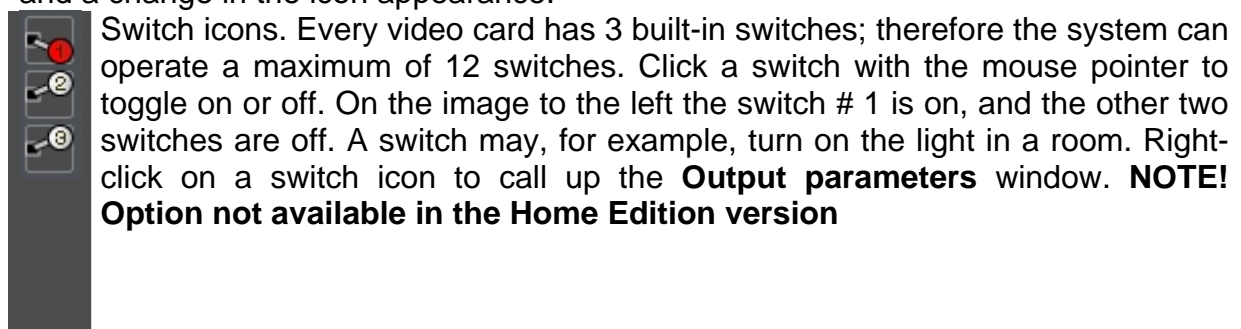 and a change in the icon appearance.
Switch icons. Every video card has 3 built-in switches; therefore the system can
operate a maximum of 12 switches. Click a switch with the mouse pointer to
toggle on or off. On the image to the left the switch # 1 is on, and the other two
switches are off. A switch may, for example, turn on the light in a room. Right-
click on a switch icon to call up the Output parameters window. NOTE!
Option not available in the Home Edition version
1
2
3